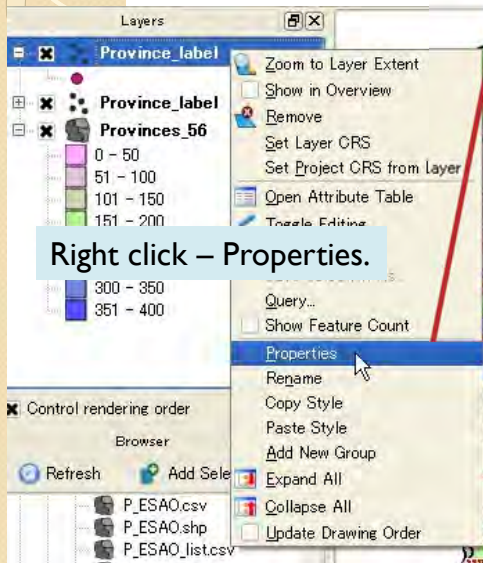 Layers
Province_label
Province_label
Provinces_56
0 - 50
51 - 100
101 - 150
151 - 200
300 - 350
351 - 400
Control rendering order
Browser
Refresh
Add Sele
P_ESAO.csv
P_ESAO.shp
P_ESAO_list.csv
Zoom to Layer Extent
Show in Overview
Remove
Set Layer CRS
Set Project CRS from Layer
Open Attribute Table
Toggle Editing
Right click – Properties.
Query...
Show Feature Count
Properties
Rename
Copy Style
Paste Style
Add New Group
Expand All
Collapse All
Update Drawing Order